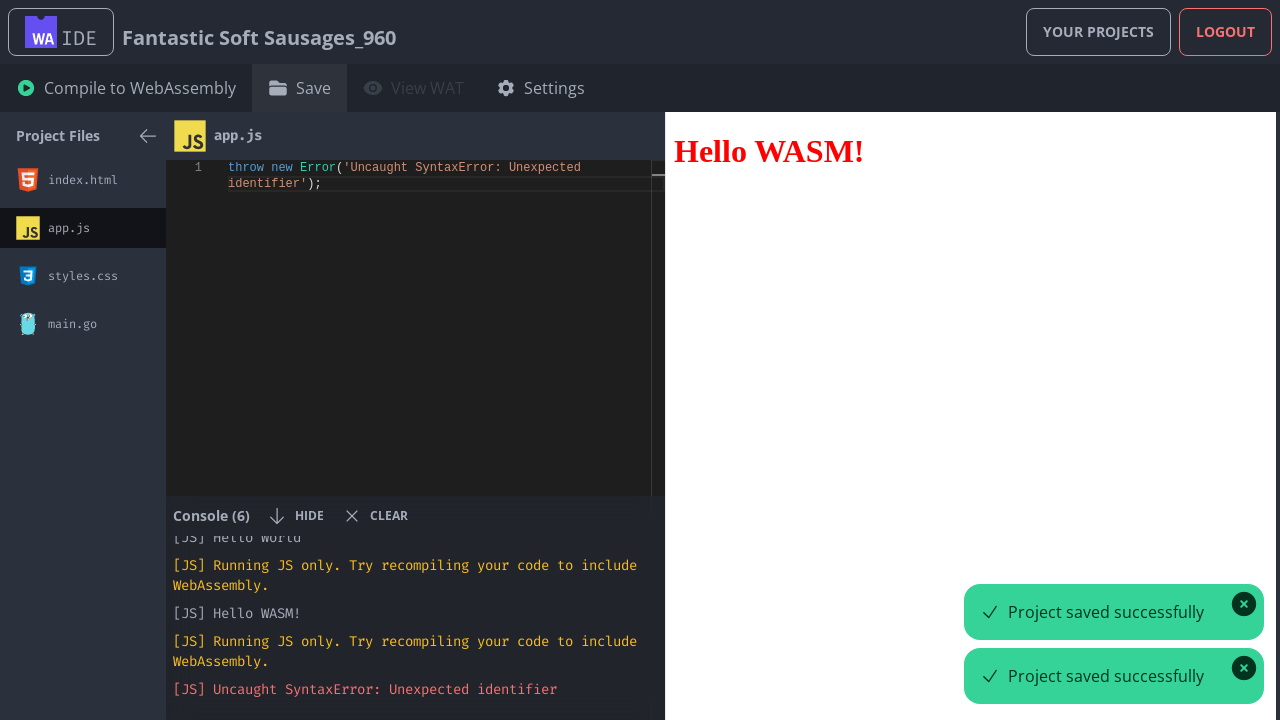 WA IDE
Fantastic Soft Sausages_960
YOUR PROJECTS
LOGOUT
Compile to WebAssembly
Save
View WAT
Settings
Project Files
index.html
app.js
styles.css
main.go
JS app.js
1 throw new Error('Uncaught SyntaxError: Unexpected
identifier');
Hello WASM!
Console (6)
HIDE
CLEAR
[JS] Hello World
[JS] Running JS only. Try recompiling your code to include
WebAssembly.
[JS] Hello WASM!
[JS] Running JS only. Try recompiling your code to include
WebAssembly.
[JS] Uncaught SyntaxError: Unexpected identifier
Project saved successfully
Project saved successfully